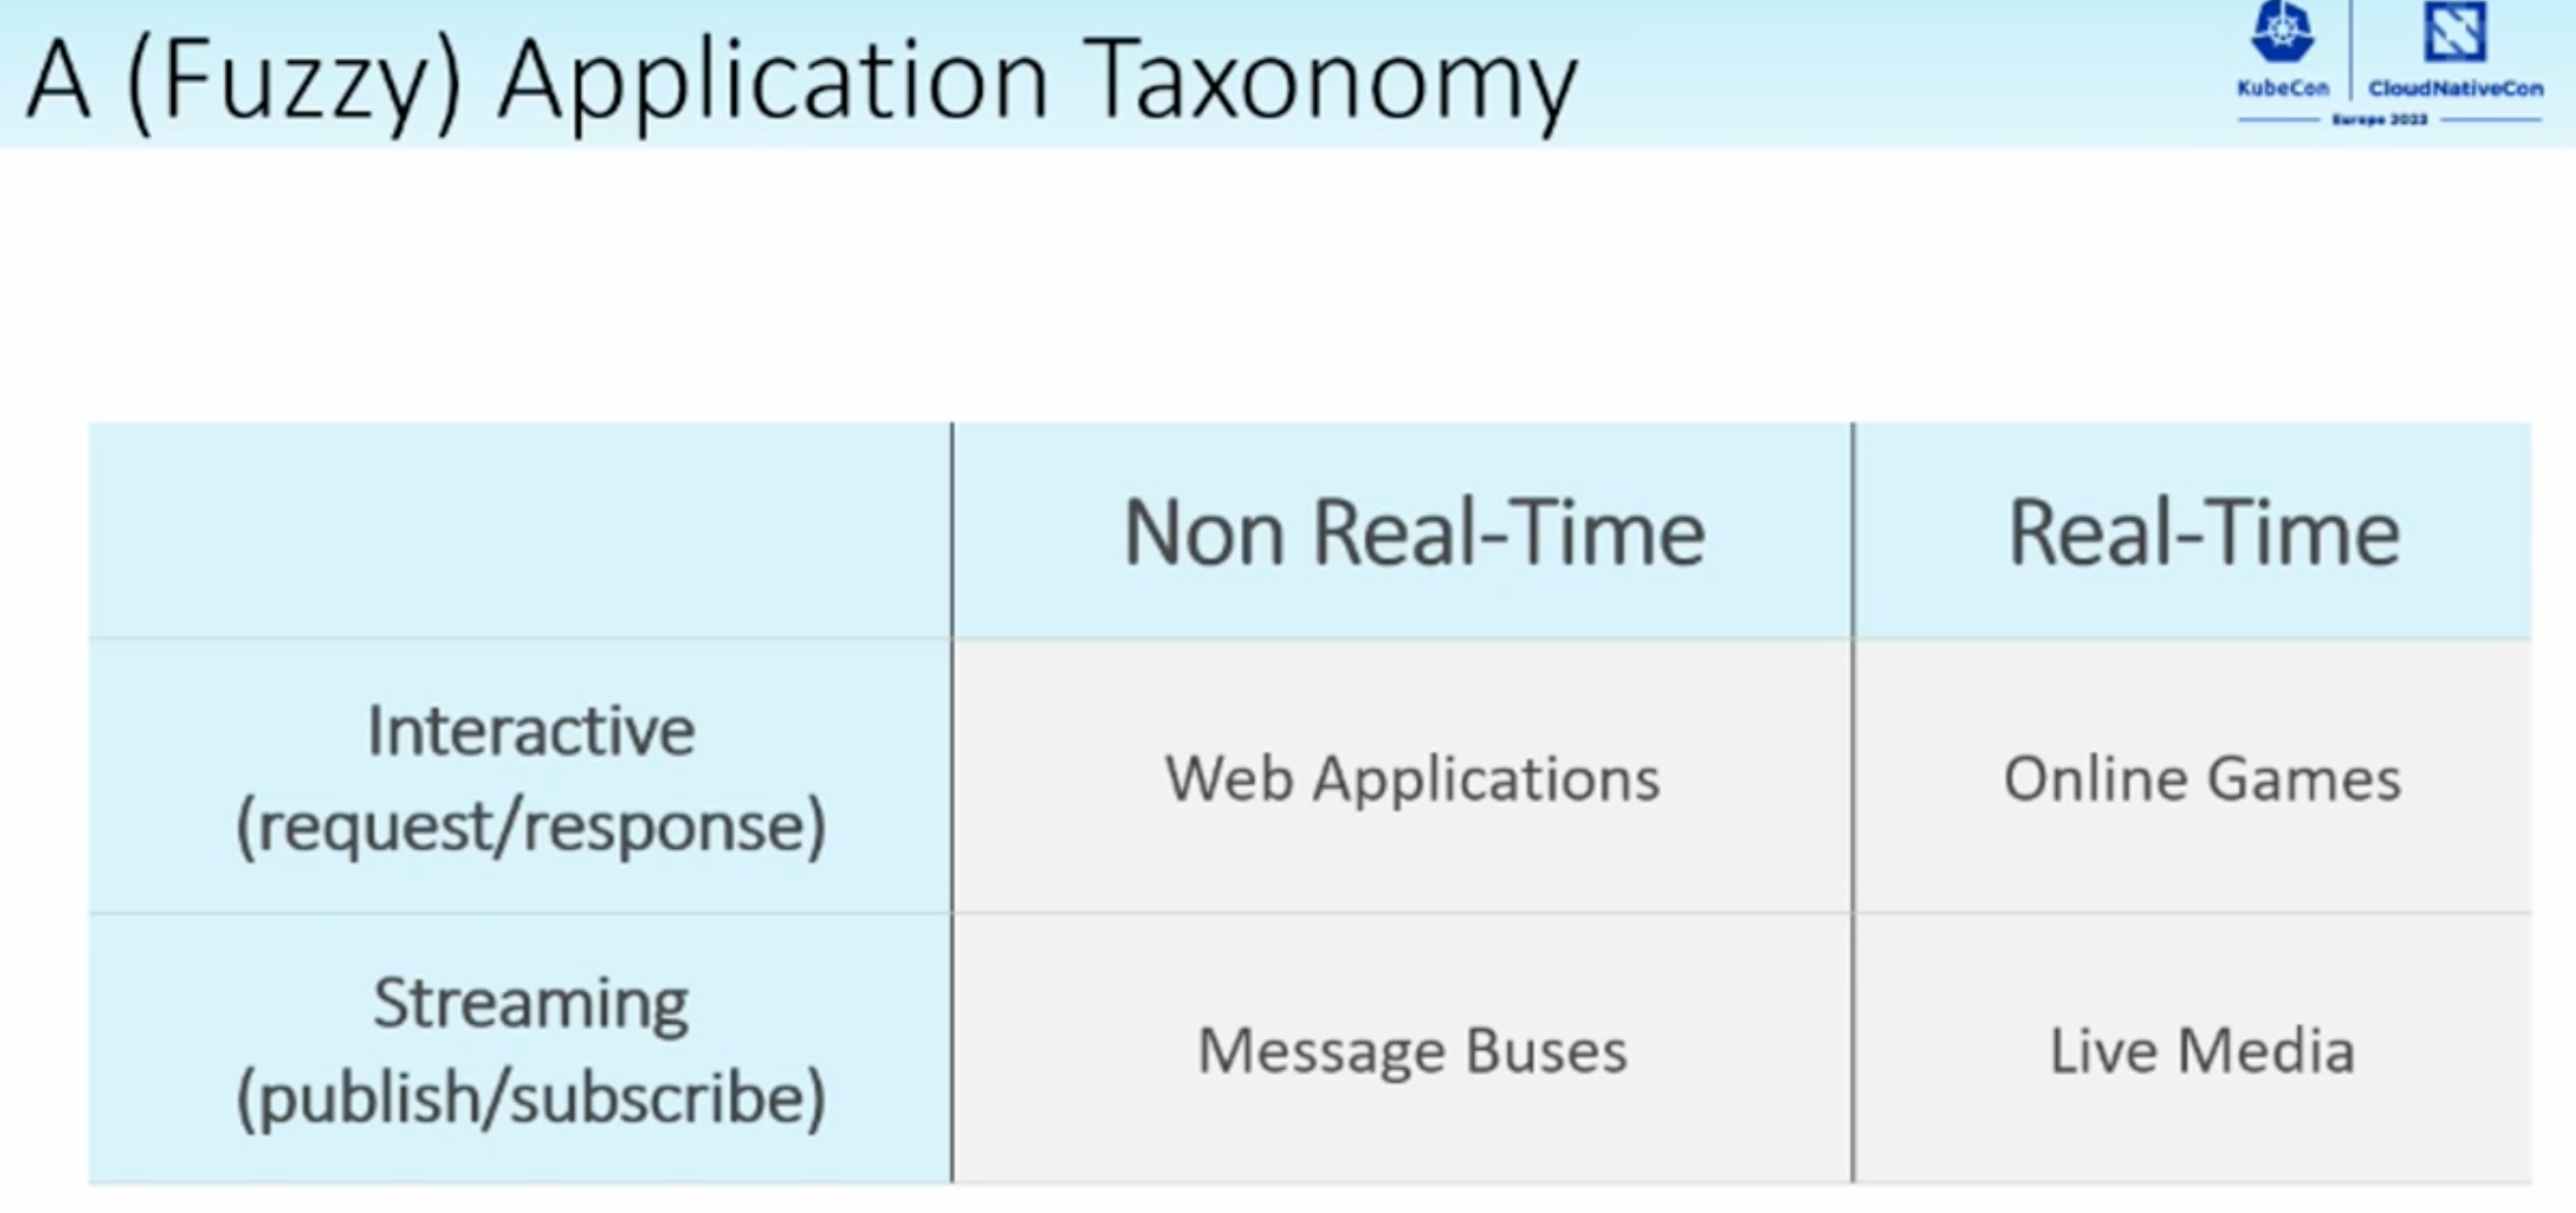 A (Fuzzy) Application Taxonomy
KubeCon
CloudNativeCon
Europe 2022
Non Real-Time
Real-Time
Interactive
(request/response)
Web Applications
Online Games
Streaming
(publish/subscribe)
Message Buses
Live Media